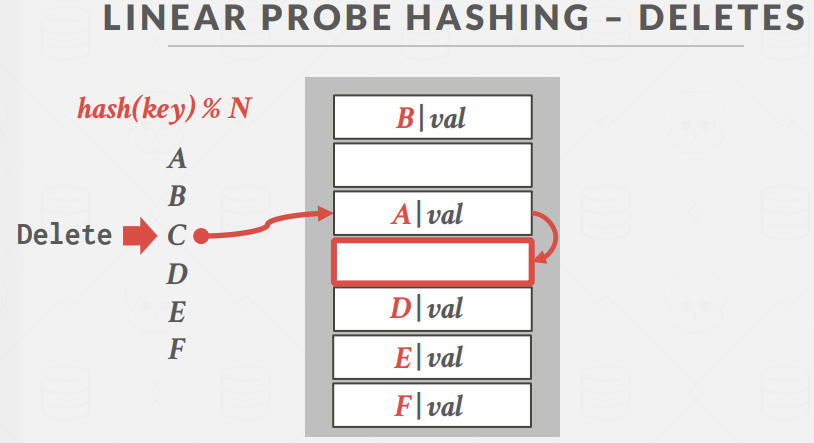 LINEAR PROBE HASHING – DELETES
hash(key) % N
A
B
Delete C
D
E
F
B|val
A|val
D|val
E|val
F|val